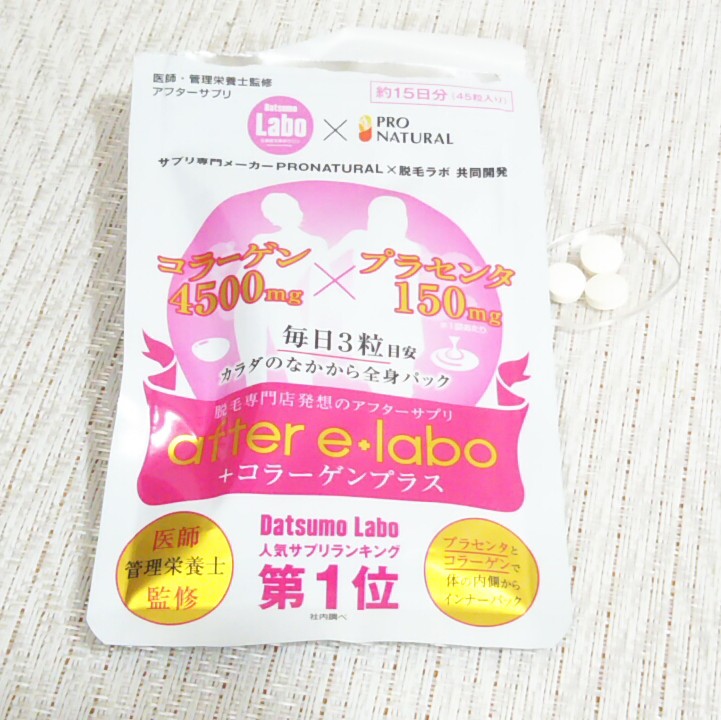 医師・管理栄養士監修
アフターサプリ
約15日分(45粒入り)
Datsumo
Labo
×
PRO
NATURAL
サプリ専門メーカーPRONATURAL×脱毛ラボ 共同開発
コラーゲン
4500mg
×
プラセンタ
150mg
毎日3粒目安
カラダのなかから全身パック
脱毛専門店発想のアフターサプリ
after e+labo
+コラーゲンプラス
医師
管理栄養士
監修
Datsumo Labo
人気サプリランキング
第1位
社内調べ
プラセンタと
コラーゲンで
体の内側から
インナーパック